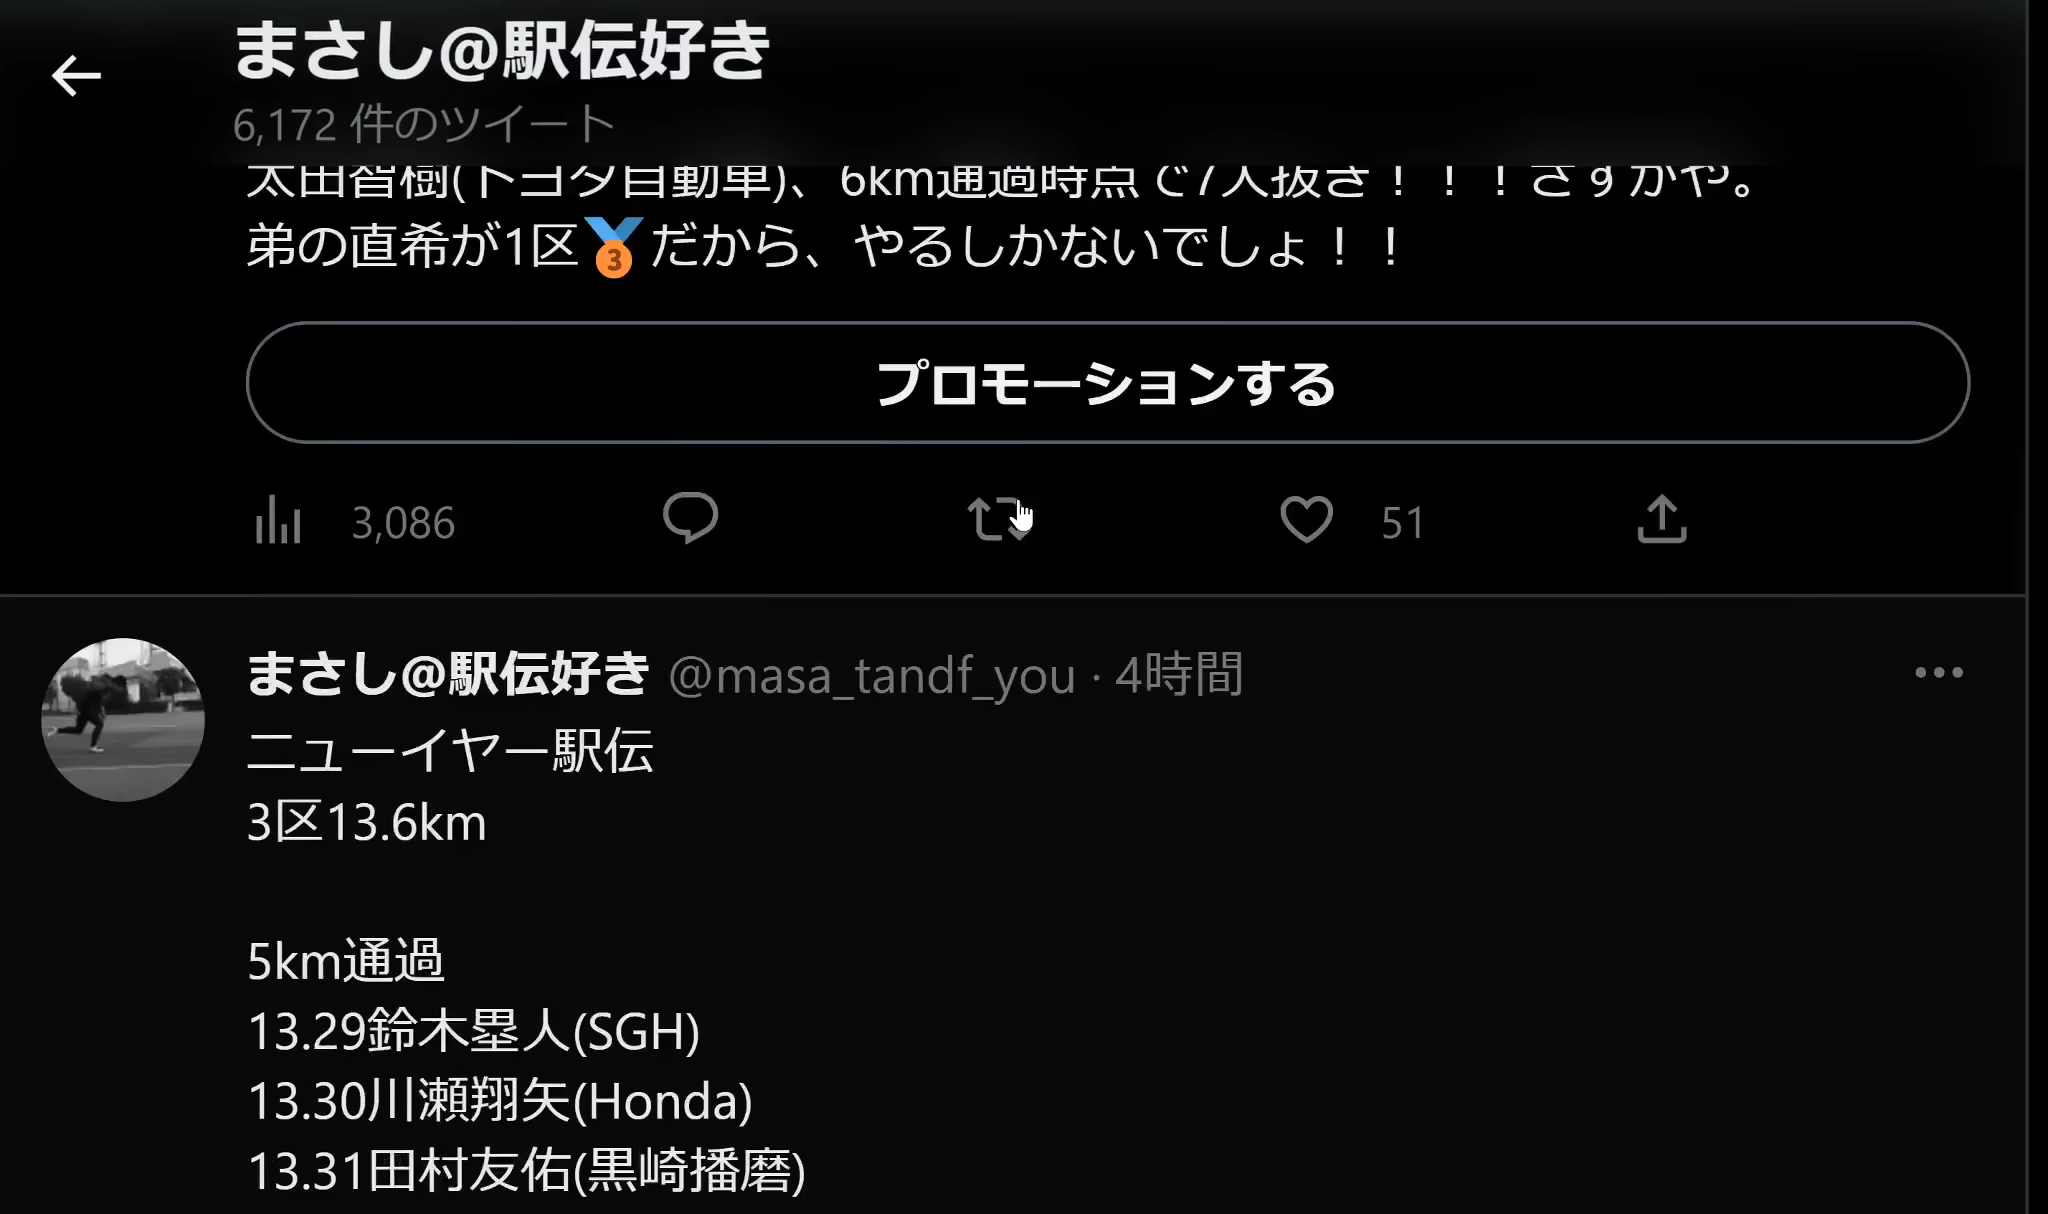 まさし@駅伝好き
6,172 件のツイート
太田智樹(トヨタ自動車)、6km通過時点で7人抜き！！！さすがや。
弟の直希が1区🥉だから、やるしかないでしょ！！
プロモーションする
3,086
51
まさし@駅伝好き @masa_tandf_you · 4時間
ニューイヤー駅伝
3区13.6km
5km通過
13.29鈴木塁人(SGH)
13.30川瀬翔矢(Honda)
13.31田村友佑(黒崎播磨)